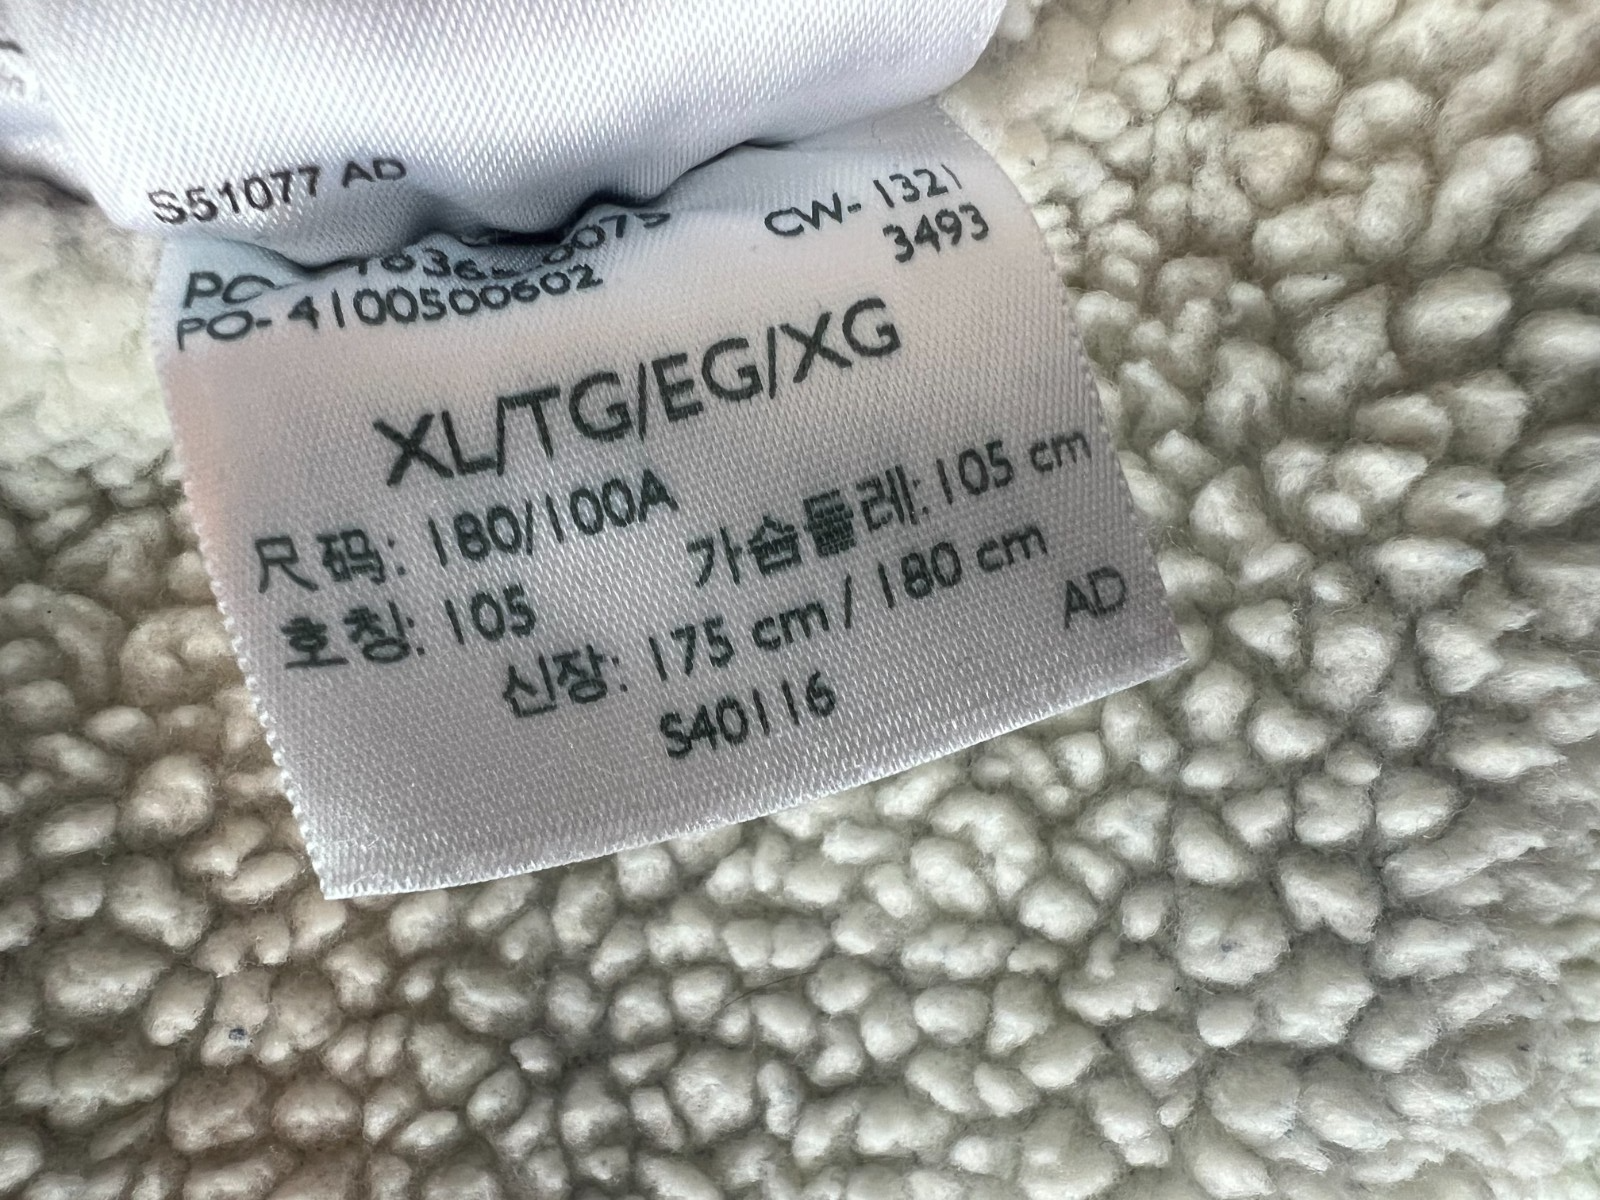 S51077 AD
CW-1321
3493
PO-4100500602
XL/TG/EG/XG
尺码: 180/100A
가슴둘레: 105 cm
호칭: 105
신장: 175 cm / 180 cm
AD
S40116